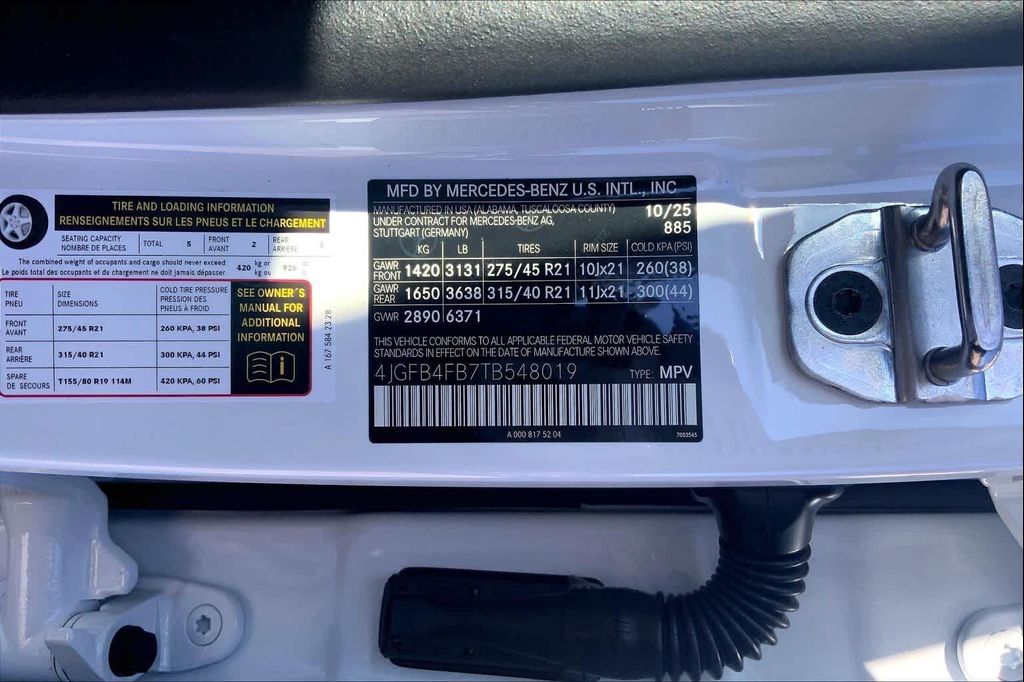 TIRE AND LOADING INFORMATION
RENSEIGNEMENTS SUR LES PNEUS ET LE CHARGEMENT
SEATING CAPACITY
NOMBRE DE PLACES
TOTAL 5
FRONT
AVANT
2
REAR
ARRIÈRE
3
The combined weight of occupants and cargo should never exceed
Le poids total des occupants et du chargement ne doit jamais dépasser
420 kg or
kg ou
926
TIRE
PNEU
SIZE
DIMENSIONS
COLD TIRE PRESSURE
PRESSION DES
PNEUS À FROID
FRONT
AVANT
275/45 R21
260 KPA, 38 PSI
REAR
ARRIÈRE
315/40 R21
300 KPA, 44 PSI
SPARE
DE SECOURS
T155/80 R19 114M
420 KPA, 60 PSI
SEE OWNER´S
MANUAL FOR
ADDITIONAL
INFORMATION
A 167 584 23 28
MFD BY MERCEDES-BENZ U.S. INTL., INC
MANUFACTURED IN USA (ALABAMA, TUSCALOOSA COUNTY) 10/25
UNDER CONTRACT FOR MERCEDES-BENZ AG, 885
STUTTGART (GERMANY)
KG LB TIRES RIM SIZE COLD KPA(PSI)
GAWR
FRONT
1420 3131 275/45 R21 10Jx21 260(38)
GAWR
REAR
1650 3638 315/40 R21 11Jx21 300(44)
GVWR 2890 6371
THIS VEHICLE CONFORMS TO ALL APPLICABLE FEDERAL MOTOR VEHICLE SAFETY
STANDARDS IN EFFECT ON THE DATE OF MANUFACTURE SHOWN ABOVE.
4JGFB4FB7TB548019 TYPE: MPV
A 000 817 52 04
7053545